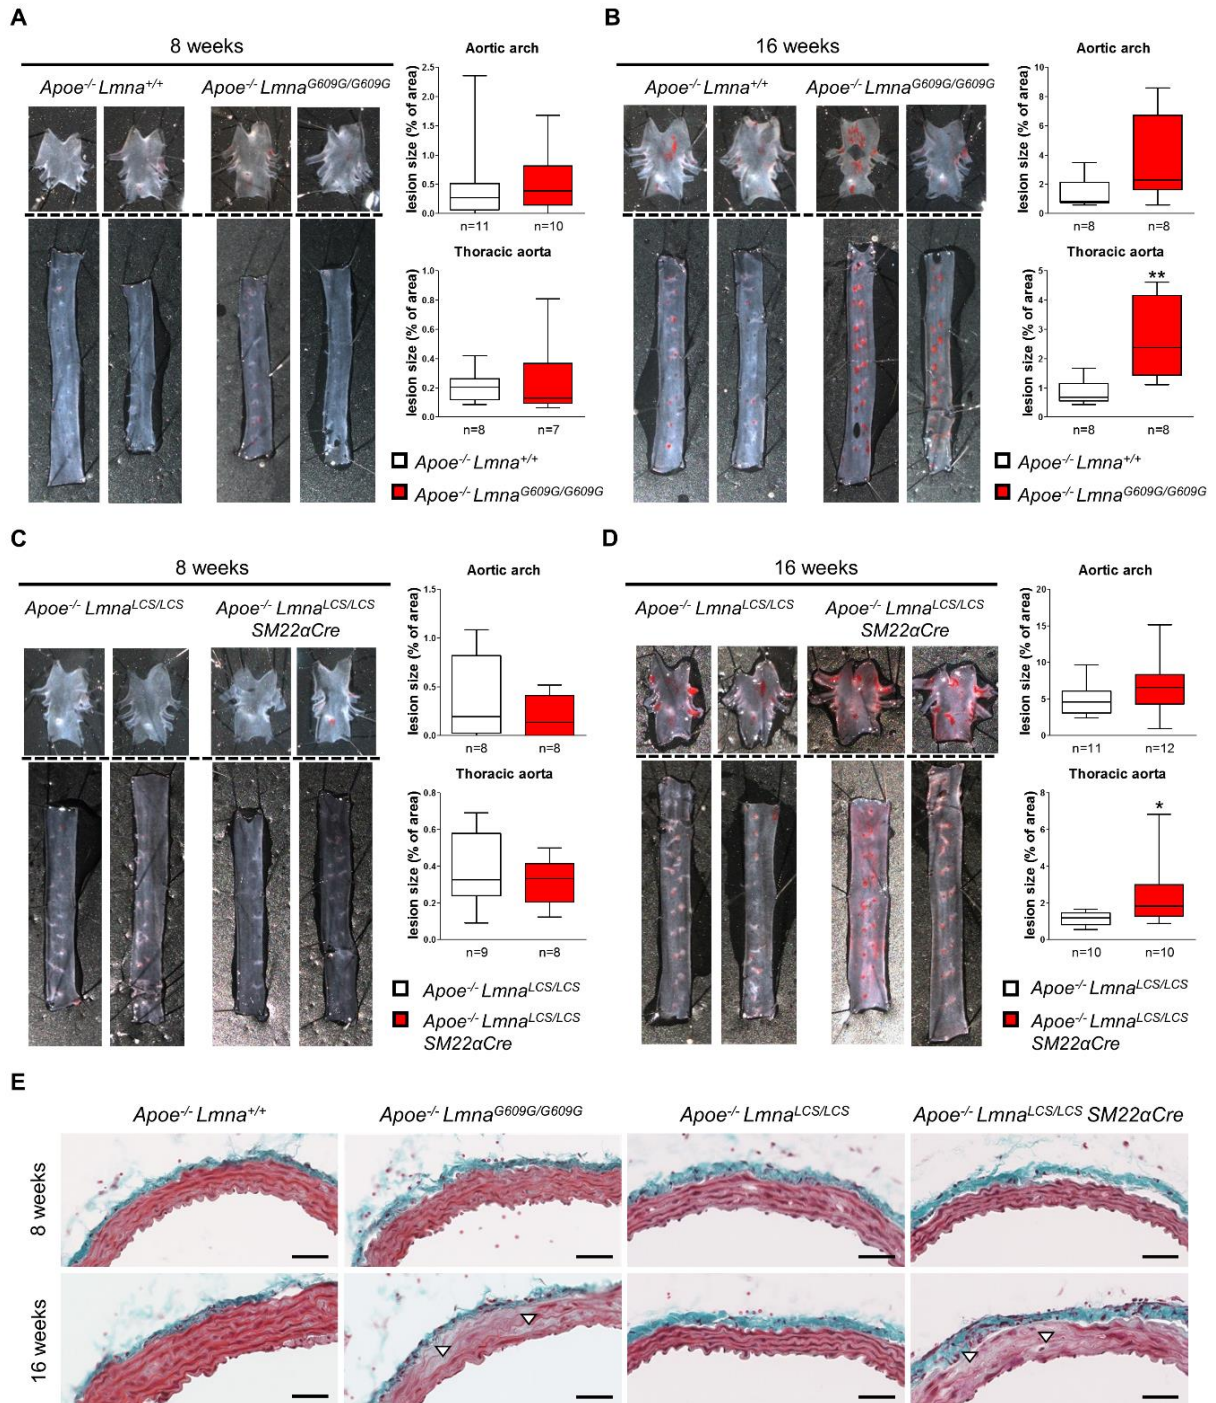 A
8 weeks
Apoe-/- Lmna+/+
Apoe-/- LmnaG609G/G609G
Aortic arch
lesion size (% of area)
2.5
2.0
1.5
1.0
0.5
0.0
n=11
n=10
Thoracic aorta
lesion size (% of area)
1.0
0.8
0.6
0.4
0.2
0.0
n=8
n=7
Apoe-/- Lmna+/+
Apoe-/- LmnaG609G/G609G
B
16 weeks
Apoe-/- Lmna+/+
Apoe-/- LmnaG609G/G609G
Aortic arch
lesion size (% of area)
10
8
6
4
2
0
n=8
n=8
Thoracic aorta
lesion size (% of area)
5
4
3
2
1
0
**
n=8
n=8
Apoe-/- Lmna+/+
Apoe-/- LmnaG609G/G609G
C
8 weeks
Apoe-/- LmnaLCS/LCS
Apoe-/- LmnaLCS/LCS
SM22αCre
Aortic arch
lesion size (% of area)
1.5
1.0
0.5
0.0
n=8
n=8
Thoracic aorta
lesion size (% of area)
0.8
0.6
0.4
0.2
0.0
n=9
n=8
Apoe-/- LmnaLCS/LCS
Apoe-/- LmnaLCS/LCS
SM22αCre
D
16 weeks
Apoe-/- LmnaLCS/LCS
Apoe-/- LmnaLCS/LCS
SM22αCre
Aortic arch
lesion size (% of area)
20
15
10
5
0
n=11
n=12
Thoracic aorta
lesion size (% of area)
8
6
4
2
0
*
n=10
n=10
Apoe-/- LmnaLCS/LCS
Apoe-/- LmnaLCS/LCS
SM22αCre
E
Apoe-/- Lmna+/+
Apoe-/- LmnaG609G/G609G
Apoe-/- LmnaLCS/LCS
Apoe-/- LmnaLCS/LCS SM22αCre
8 weeks
16 weeks